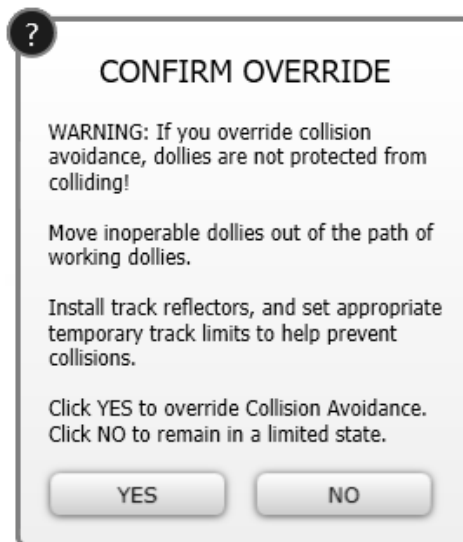 ?
CONFIRM OVERRIDE
WARNING: If you override collision
avoidance, dollies are not protected from
colliding!
Move inoperable dollies out of the path of
working dollies.
Install track reflectors, and set appropriate
temporary track limits to help prevent
collisions.
Click YES to override Collision Avoidance.
Click NO to remain in a limited state.
YES NO